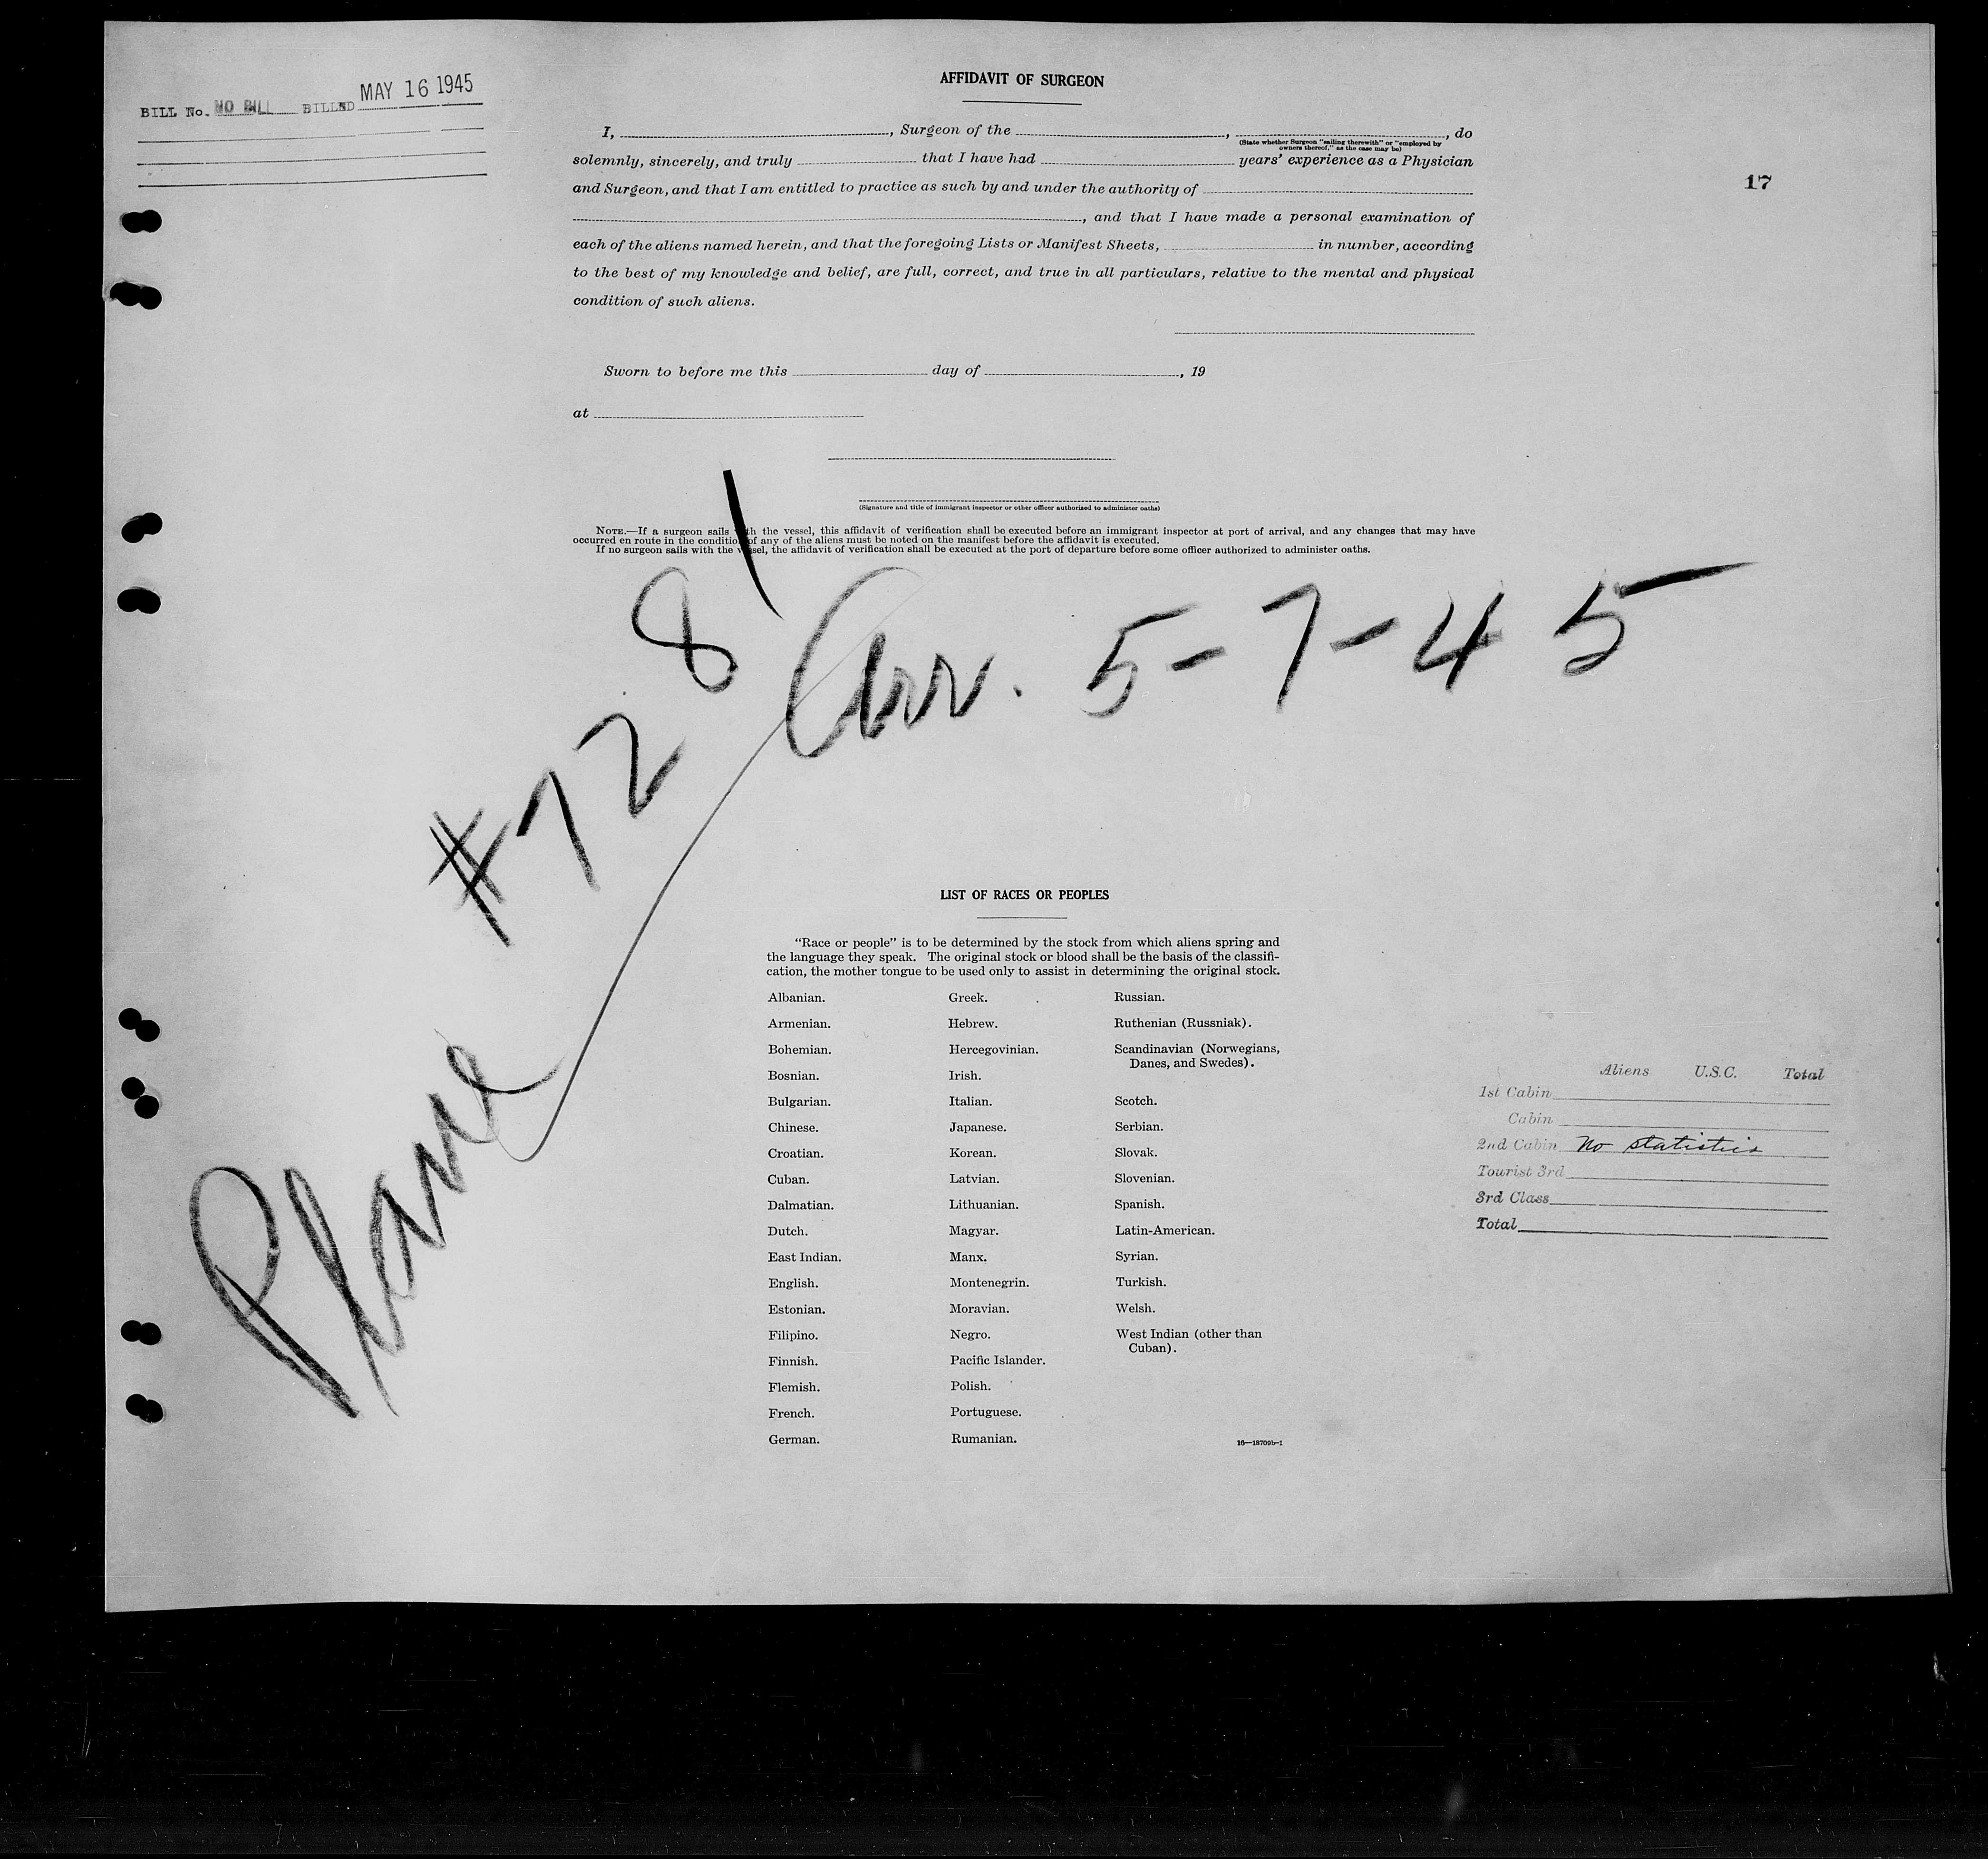 BILL No. NO BILL BILLED MAY 16 1945
AFFIDAVIT OF SURGEON
I, , Surgeon of the , , do
(State whether Surgeon "sailing therewith" or "employed by
owners thereof," as the case may be)
solemnly, sincerely, and truly that I have had years' experience as a Physician
and Surgeon, and that I am entitled to practice as such by and under the authority of
, and that I have made a personal examination of
each of the aliens named herein, and that the foregoing Lists or Manifest Sheets, in number, according
to the best of my knowledge and belief, are full, correct, and true in all particulars, relative to the mental and physical
condition of such aliens.
17
Sworn to before me this day of , 19
at
(Signature and title of immigrant inspector or other officer authorized to administer oaths)
NOTE.—If a surgeon sails with the vessel, this affidavit of verification shall be executed before an immigrant inspector at port of arrival, and any changes that may have
occurred en route in the condition of any of the aliens must be noted on the manifest before the affidavit is executed.
If no surgeon sails with the vessel, the affidavit of verification shall be executed at the port of departure before some officer authorized to administer oaths.
Plane #7281
Arr. 5-7-45
LIST OF RACES OR PEOPLES
"Race or people" is to be determined by the stock from which aliens spring and
the language they speak. The original stock or blood shall be the basis of the classifi-
cation, the mother tongue to be used only to assist in determining the original stock.
Albanian.
Armenian.
Bohemian.
Bosnian.
Bulgarian.
Chinese.
Croatian.
Cuban.
Dalmatian.
Dutch.
East Indian.
English.
Estonian.
Filipino.
Finnish.
Flemish.
French.
German.
Greek.
Hebrew.
Hercegovinian.
Irish.
Italian.
Japanese.
Korean.
Latvian.
Lithuanian.
Magyar.
Manx.
Montenegrin.
Moravian.
Negro.
Pacific Islander.
Polish.
Portuguese.
Rumanian.
Russian.
Ruthenian (Russniak).
Scandinavian (Norwegians,
Danes, and Swedes).
Scotch.
Serbian.
Slovak.
Slovenian.
Spanish.
Latin-American.
Syrian.
Turkish.
Welsh.
West Indian (other than
Cuban).
16—18709b-1
Aliens U.S.C. Total
1st Cabin
Cabin
2nd Cabin No statistics
Tourist 3rd
3rd Class
Total